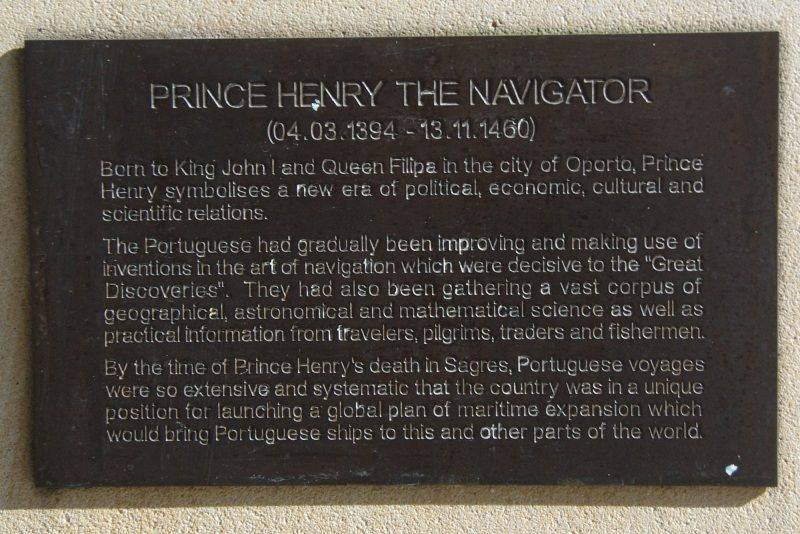 PRINCE HENRY THE NAVIGATOR
(04.03.1394 - 13.11.1460)
Born to King John I and Queen Filipa in the city of Oporto, Prince
Henry symbolises a new era of political, economic, cultural and
scientific relations.
The Portuguese had gradually been improving and making use of
inventions in the art of navigation which were decisive to the "Great
Discoveries". They had also been gathering a vast corpus of
geographical, astronomical and mathematical science as well as
practical information from travelers, pilgrims, traders and fishermen.
By the time of Prince Henry's death in Sagres, Portuguese voyages
were so extensive and systematic that the country was in a unique
position for launching a global plan of maritime expansion which
would bring Portuguese ships to this and other parts of the world.